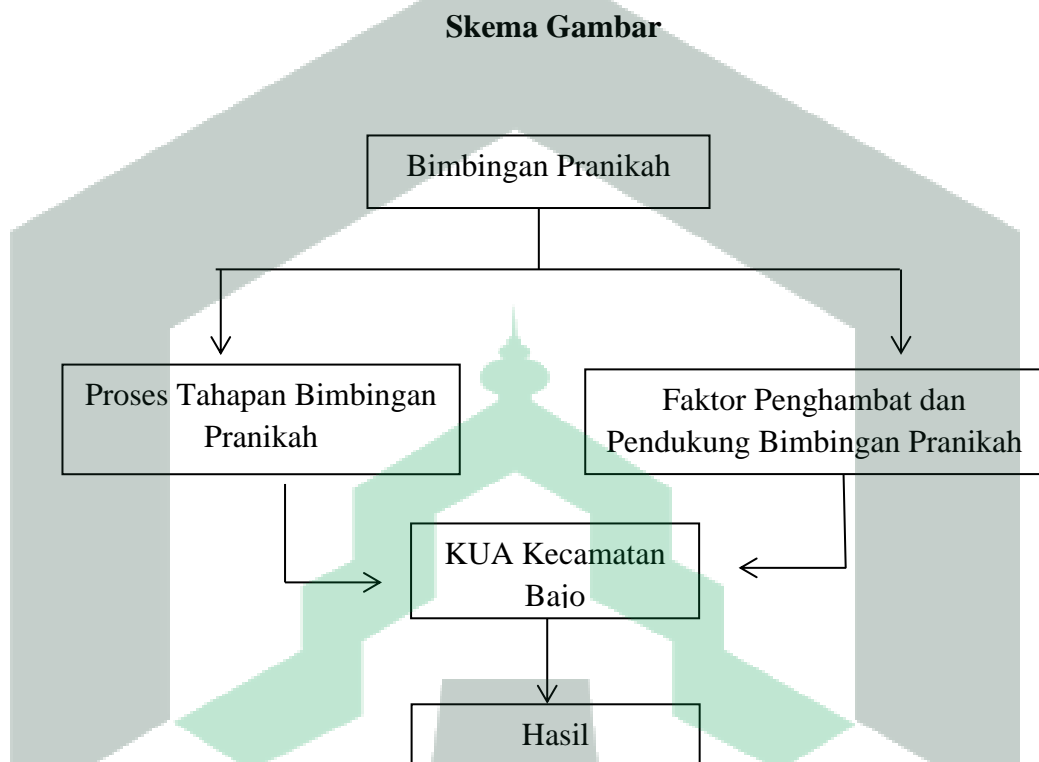 Skema Gambar
Bimbingan Pranikah
Proses Tahapan Bimbingan
Pranikah
Faktor Penghambat dan
Pendukung Bimbingan Pranikah
KUA Kecamatan
Bajo
Hasil